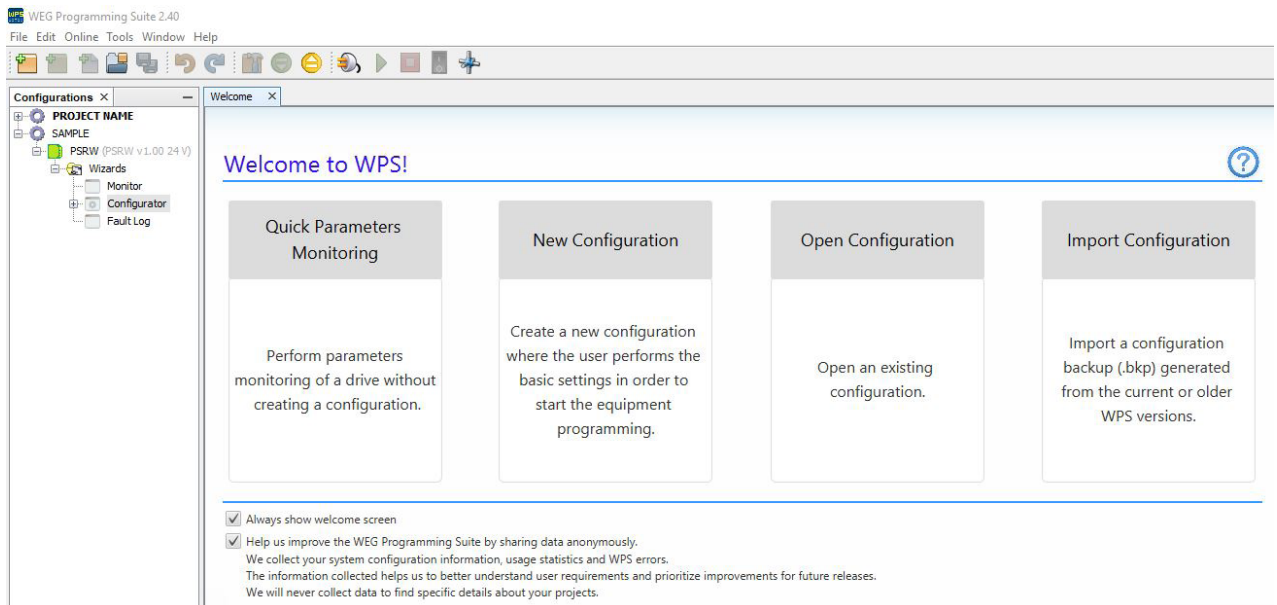 WPS
WEG Programming Suite 2.40
File Edit Online Tools Window Help
Configurations
Welcome
PROJECT NAME
SAMPLE
PSRW (PSRW v1.00 24 V)
Wizards
Monitor
Configurator
Fault Log
Welcome to WPS!
?
Quick Parameters
Monitoring
Perform parameters
monitoring of a drive without
creating a configuration.
New Configuration
Create a new configuration
where the user performs the
basic settings in order to
start the equipment
programming.
Open Configuration
Open an existing
configuration.
Import Configuration
Import a configuration
backup (.bkp) generated
from the current or older
WPS versions.
Always show welcome screen
Help us improve the WEG Programming Suite by sharing data anonymously.
We collect your system configuration information, usage statistics and WPS errors.
The information collected helps us to better understand user requirements and prioritize improvements for future releases.
We will never collect data to find specific details about your projects.